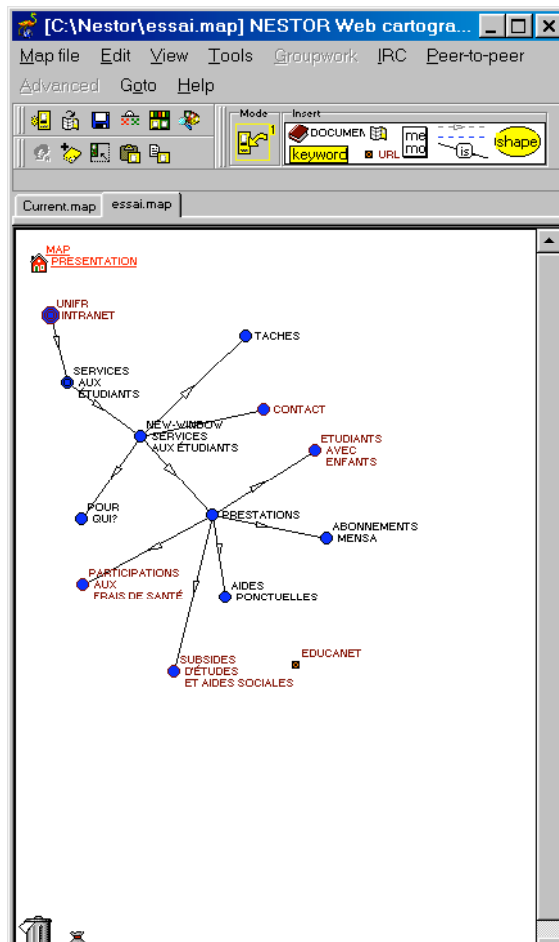 [C:\Nestor\essai.map] NESTOR Web cartogra...
Map file Edit View Tools Groupwork IRC Peer-to-peer
Advanced Goto Help
Mode Insert
1 DOCUMEN me mo is shape
keyword URL
Current.map essai.map
MAP
PRESENTATION
UNIFR
INTRANET
TACHES
SERVICES
AUX
ÉTUDIANTS
CONTACT
NEW-WINDOW
SERVICES
AUX ÉTUDIANTS
ETUDIANTS
AVEC
ENFANTS
POUR
QUI?
PRESTATIONS
ABONNEMENTS
MENSA
PARTICIPATIONS
AUX
FRAIS DE SANTÉ
AIDES
PONCTUELLES
SUBSIDES
D'ÉTUDES
ET AIDES SOCIALES
EDUCANET